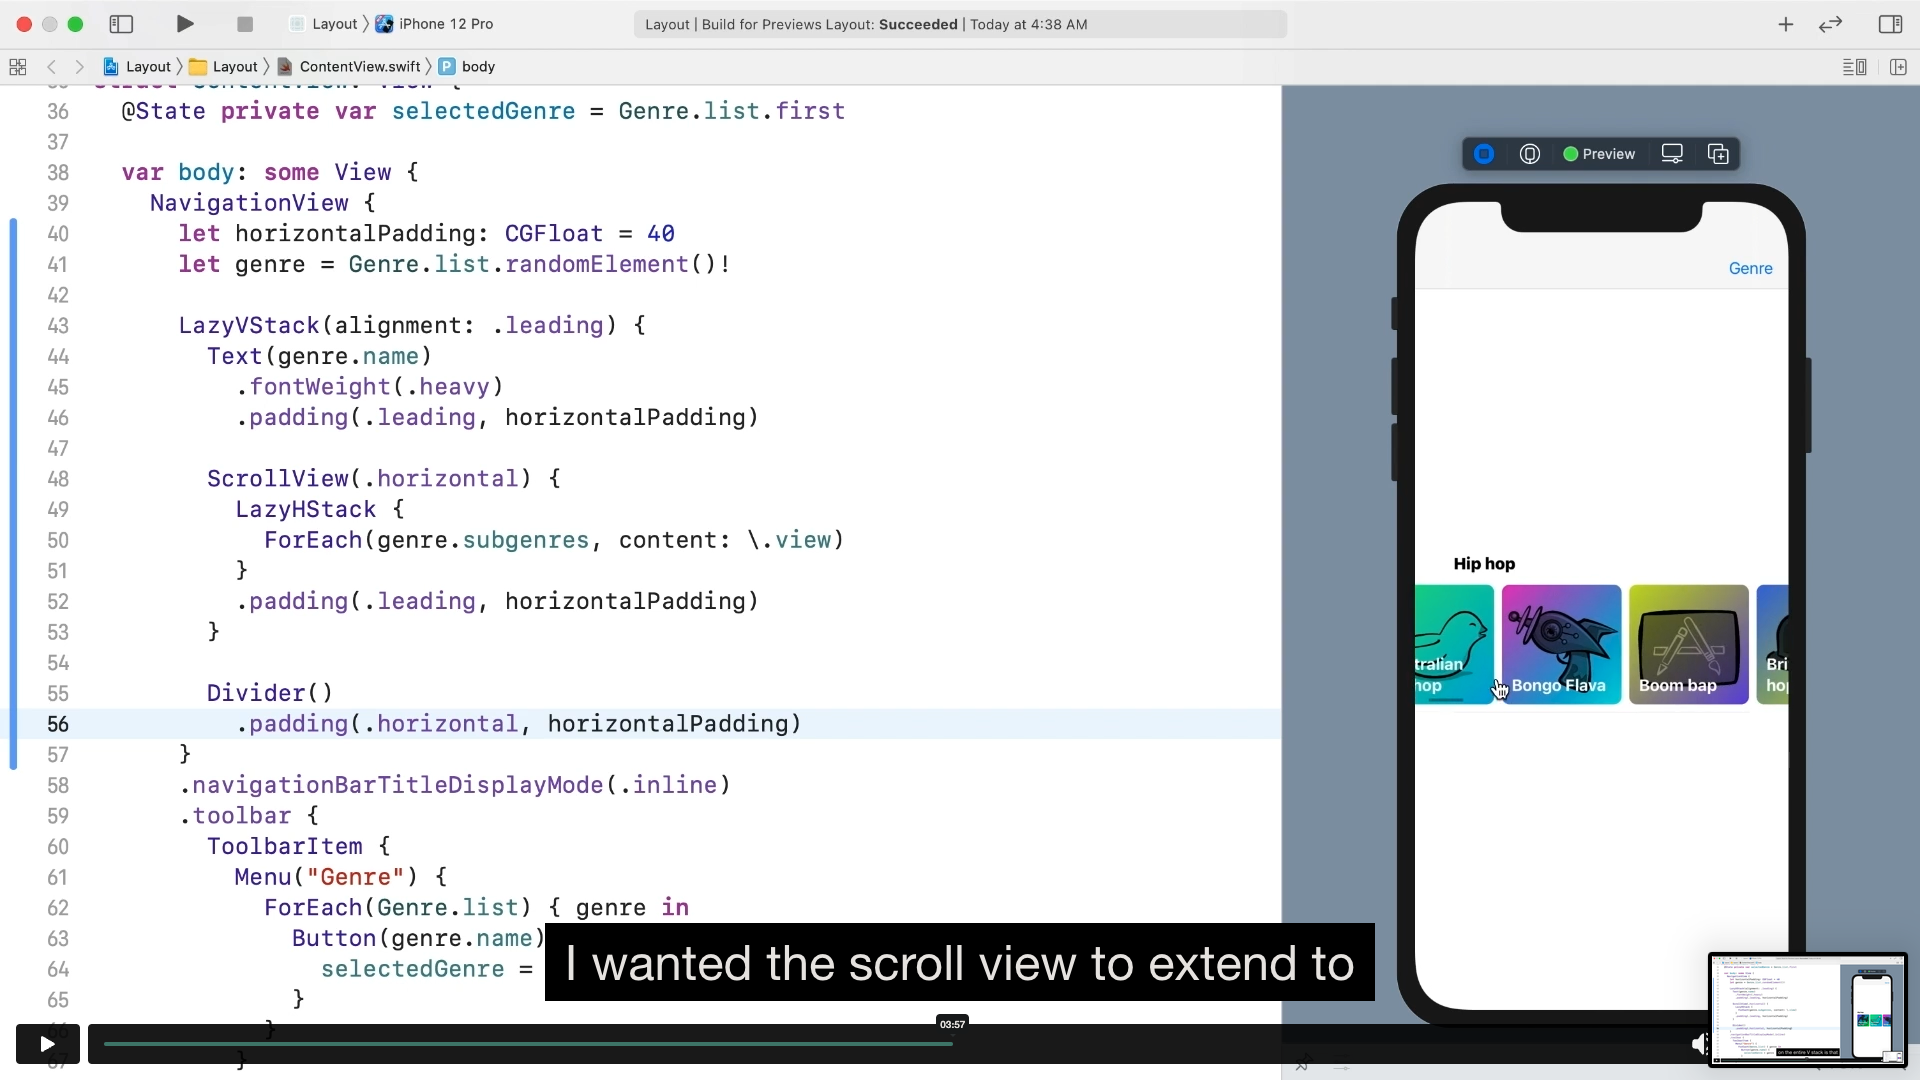 Layout 〉 iPhone 12 Pro
Layout | Build for Previews Layout: Succeeded | Today at 4:38 AM
Layout 〉 Layout 〉 ContentView.swift 〉 P body
36 @State private var selectedGenre = Genre.list.first
37
38 var body: some View {
39 NavigationView {
40 let horizontalPadding: CGFloat = 40
41 let genre = Genre.list.randomElement()!
42
43 LazyVStack(alignment: .leading) {
44 Text(genre.name)
45 .fontWeight(.heavy)
46 .padding(.leading, horizontalPadding)
47
48 ScrollView(.horizontal) {
49 LazyHStack {
50 ForEach(genre.subgenres, content: \.view)
51 }
52 .padding(.leading, horizontalPadding)
53 }
54
55 Divider()
56 .padding(.horizontal, horizontalPadding)
57 }
58 .navigationBarTitleDisplayMode(.inline)
59 .toolbar {
60 ToolbarItem {
61 Menu("Genre") {
62 ForEach(Genre.list) { genre in
63 Button(genre.name)
64 selectedGenre =
65 }
66 }
67 }
Preview
Genre
Hip hop
tralian
hop
Bongo Flava
Boom bap
Bri
hop
I wanted the scroll view to extend to
03:57